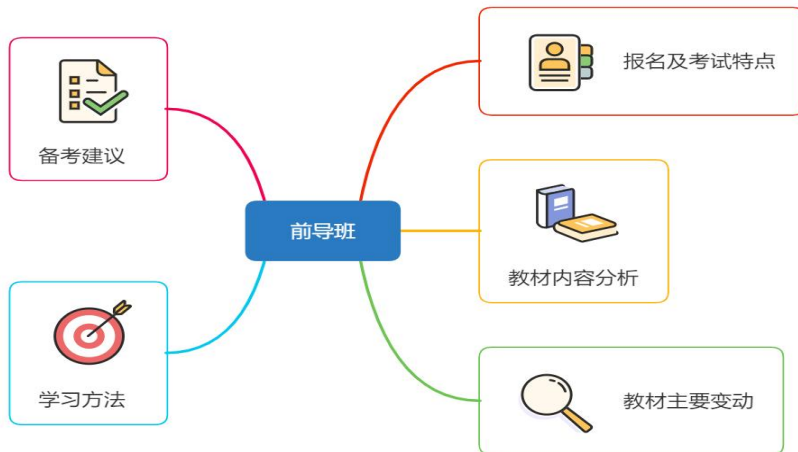 前导班
报名及考试特点
教材内容分析
教材主要变动
学习方法
备考建议